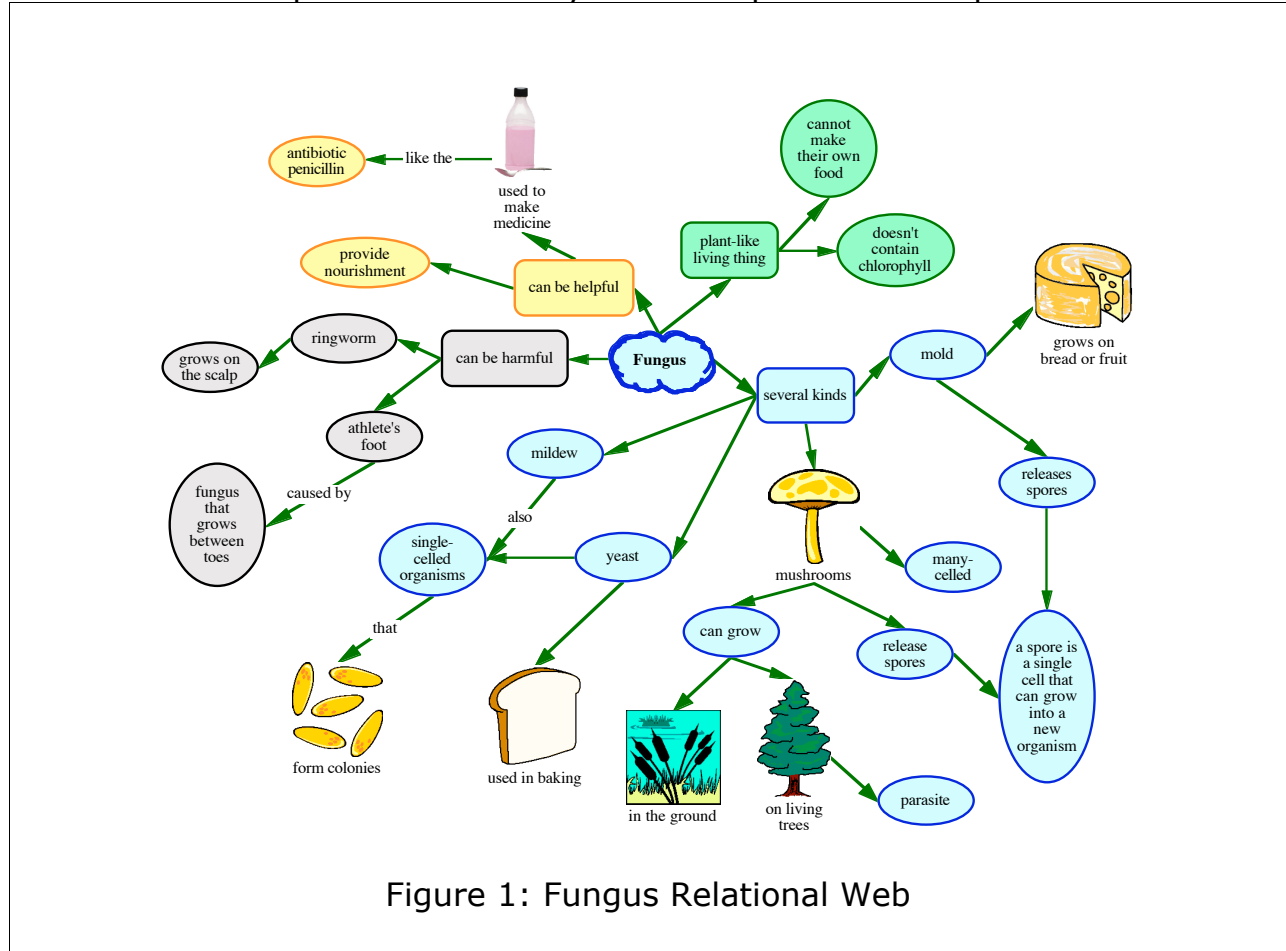 cannot
make
their own
food
antibiotic
penicillin
like the
used to
make
medicine
plant-like
living thing
doesn't
contain
chlorophyll
provide
nourishment
can be helpful
ringworm
can be harmful
Fungus
mold
grows on
bread or fruit
grows on
the scalp
several kinds
athlete's
foot
mildew
releases
spores
fungus
that
grows
between
toes
caused by
also
single-
celled
organisms
yeast
many-
celled
mushrooms
that
can grow
release
spores
a spore is
a single
cell that
can grow
into a
new
organism
form colonies
used in baking
in the ground
on living
trees
parasite
Figure 1: Fungus Relational Web